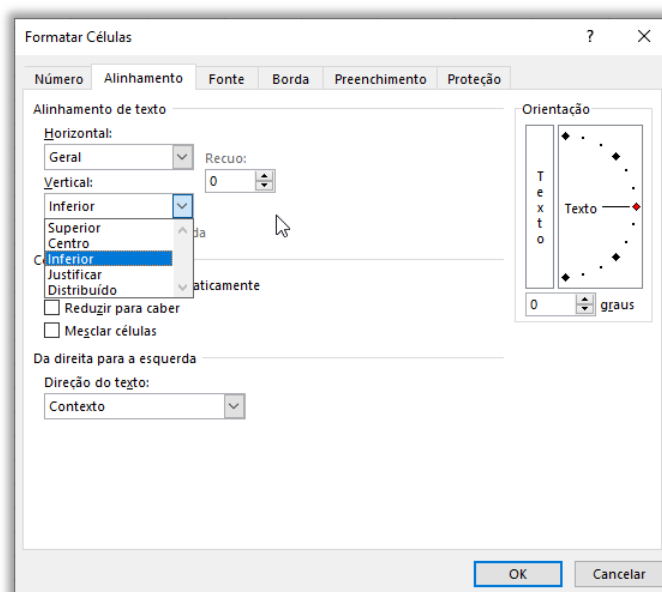 Formatar Células
Número Alinhamento Fonte Borda Preenchimento Proteção
Alinhamento de texto
Horizontal:
Geral
Recuo:
0
Vertical:
Inferior
Superior
Centro
Inferior
Justificar
Distribuído
Reduzir para caber
Mesclar células
Da direita para a esquerda
Direção do texto:
Contexto
Orientação
Texto
Texto
0 graus
OK Cancelar